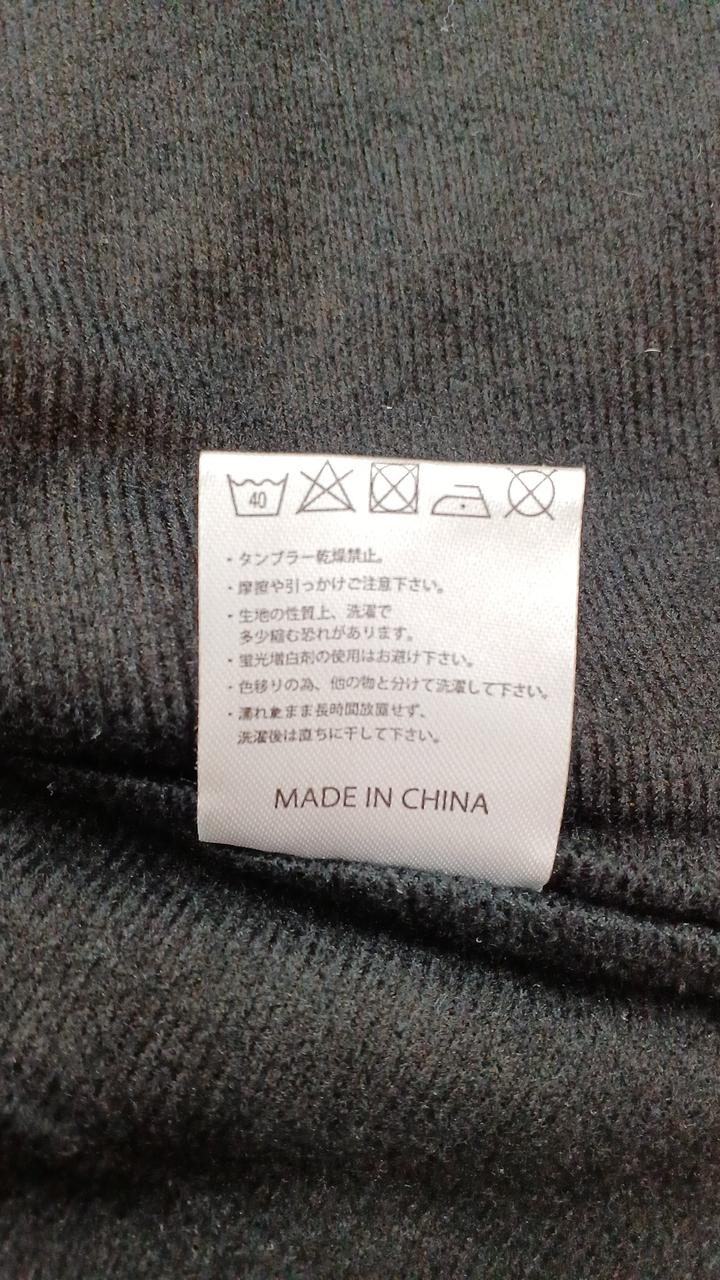 40
・タンブラー乾燥禁止。
・摩擦や引っかけご注意下さい。
・生地の性質上、洗濯で
多少縮む恐れがあります。
・蛍光増白剤の使用はお避け下さい。
・色移りの為、他の物と分けて洗濯して下さい。
・濡れたまま長時間放置せず、
洗濯後は直ちに干して下さい。
MADE IN CHINA